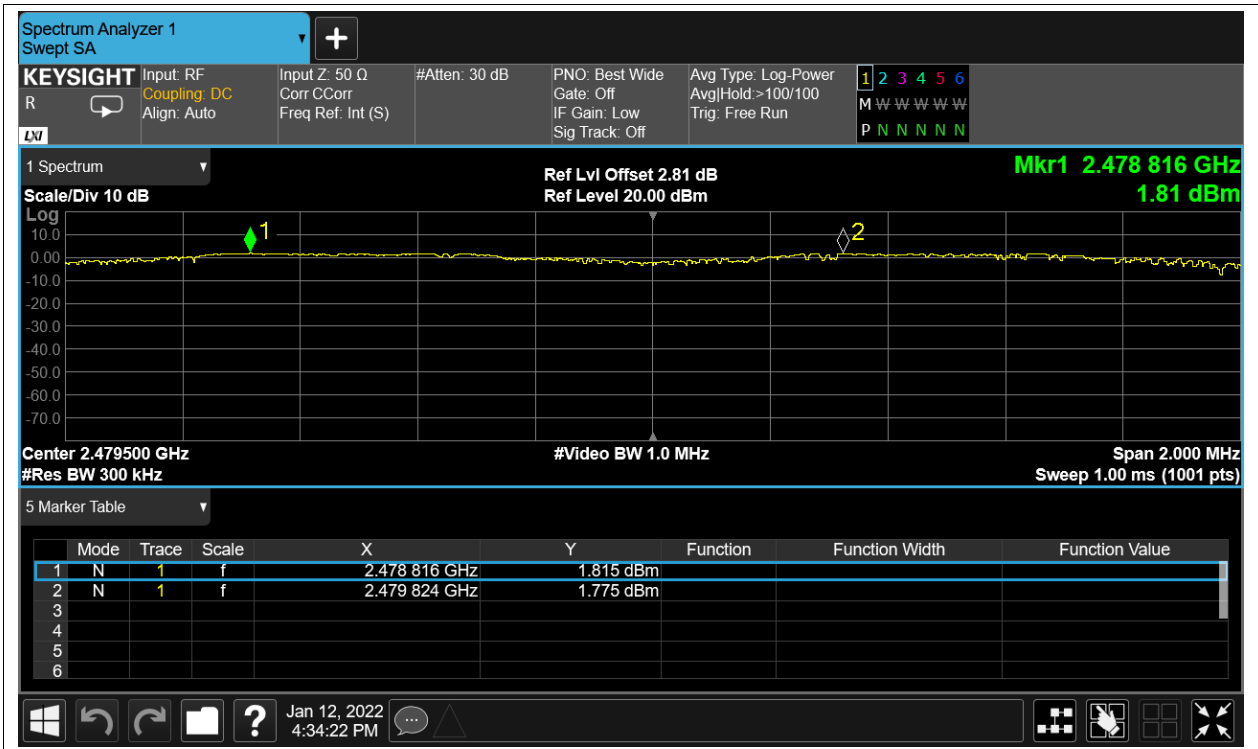 Spectrum Analyzer 1
Swept SA
+
KEYSIGHT Input: RF Input Z: 50 Ω #Atten: 30 dB PNO: Best Wide Avg Type: Log-Power 1 2 3 4 5 6
R Coupling: DC Corr CCorr Gate: Off Avg|Hold:>100/100 M W W W W W
Align: Auto Freq Ref: Int (S) IF Gain: Low Trig: Free Run
LXI Sig Track: Off P N N N N N
1 Spectrum Ref Lvl Offset 2.81 dB Mkr1 2.478 816 GHz
Scale/Div 10 dB Ref Level 20.00 dBm 1.81 dBm
Log
1 2
10.0
0.00
-10.0
-20.0
-30.0
-40.0
-50.0
-60.0
-70.0
Center 2.479500 GHz #Video BW 1.0 MHz Span 2.000 MHz
#Res BW 300 kHz Sweep 1.00 ms (1001 pts)
5 Marker Table
Mode Trace Scale X Y Function Function Width Function Value
1 N 1 f 2.478 816 GHz 1.815 dBm
2 N 1 f 2.479 824 GHz 1.775 dBm
3
4
5
6
? Jan 12, 2022
4:34:22 PM